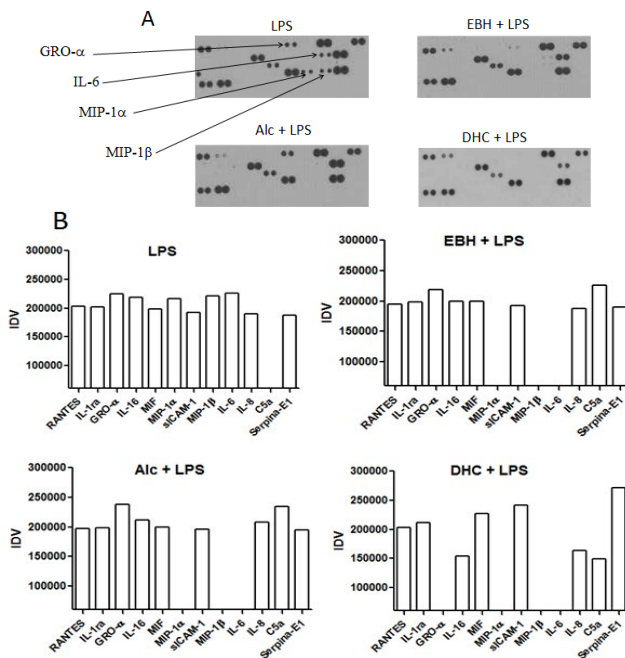 A
LPS
EBH + LPS
GRO-α
IL-6
MIP-1α
MIP-1β
Alc + LPS
DHC + LPS
B
LPS
IDV
300000
250000
200000
150000
100000
RANTES
IL-1ra
GRO-α
IL-16
MIF
MIP-1α
sICAM-1
MIP-1β
IL-6
IL-8
C5a
Serpina-E1
EBH + LPS
IDV
300000
250000
200000
150000
100000
RANTES
IL-1ra
GRO-α
IL-16
MIF
MIP-1α
sICAM-1
MIP-1β
IL-6
IL-8
C5a
Serpina-E1
Alc + LPS
IDV
300000
250000
200000
150000
100000
RANTES
IL-1ra
GRO-α
IL-16
MIF
MIP-1α
sICAM-1
MIP-1β
IL-6
IL-8
C5a
Serpina-E1
DHC + LPS
IDV
300000
250000
200000
150000
100000
RANTES
IL-1ra
GRO-α
IL-16
MIF
MIP-1α
sICAM-1
MIP-1β
IL-6
IL-8
C5a
Serpina-E1